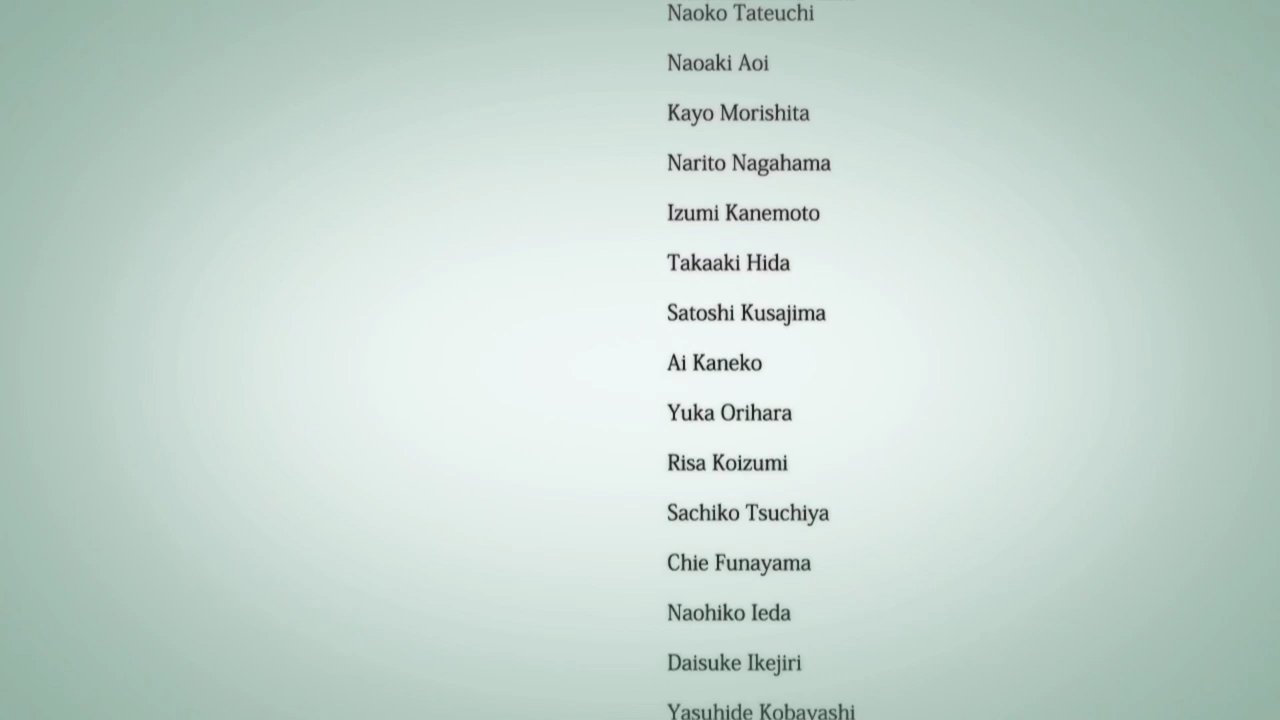 Naoko Tateuchi
Naoaki Aoi
Kayo Morishita
Narito Nagahama
Izumi Kanemoto
Takaaki Hida
Satoshi Kusajima
Ai Kaneko
Yuka Orihara
Risa Koizumi
Sachiko Tsuchiya
Chie Funayama
Naohiko Ieda
Daisuke Ikejiri
Yasuhide Kobayashi